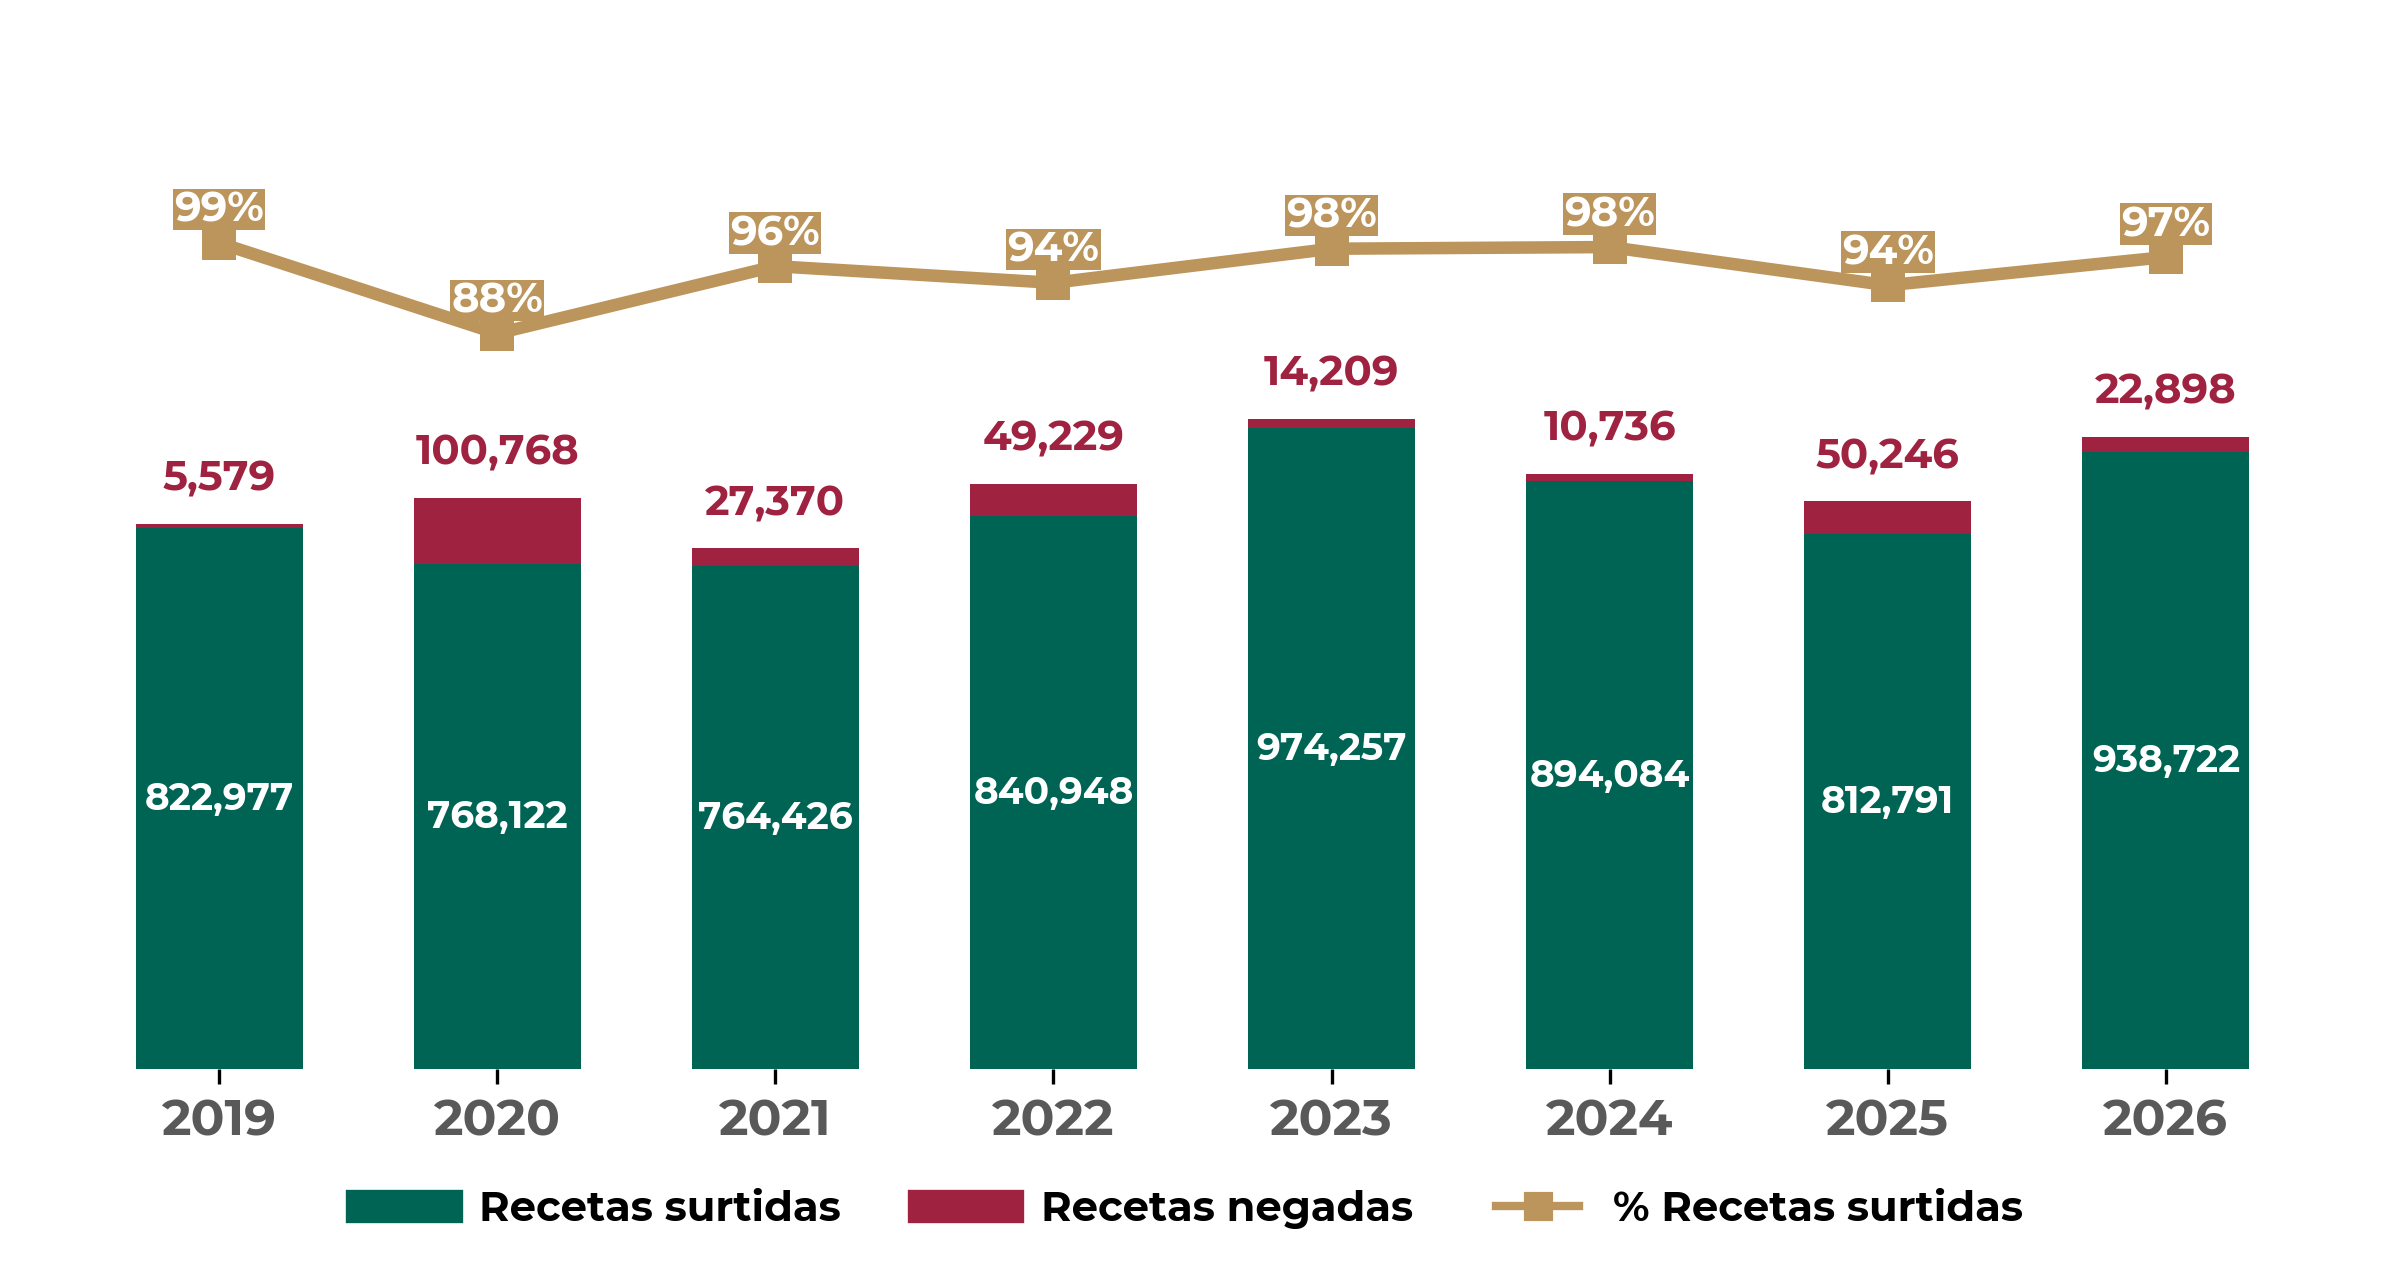 99% 88% 96% 94% 98% 98% 94% 97%
5,579 100,768 27,370 49,229 14,209 10,736 50,246 22,898
822,977 768,122 764,426 840,948 974,257 894,084 812,791 938,722
2019 2020 2021 2022 2023 2024 2025 2026
Recetas surtidas Recetas negadas % Recetas surtidas